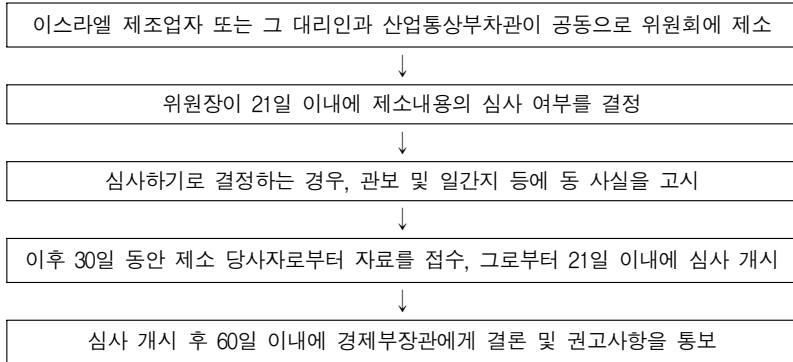 이스라엘 제조업자 또는 그 대리인과 산업통상부차관이 공동으로 위원회에 제소
↓
위원장이 21일 이내에 제소내용의 심사 여부를 결정
↓
심사하기로 결정하는 경우, 관보 및 일간지 등에 동 사실을 고시
↓
이후 30일 동안 제소 당사자로부터 자료를 접수, 그로부터 21일 이내에 심사 개시
↓
심사 개시 후 60일 이내에 경제부장관에게 결론 및 권고사항을 통보